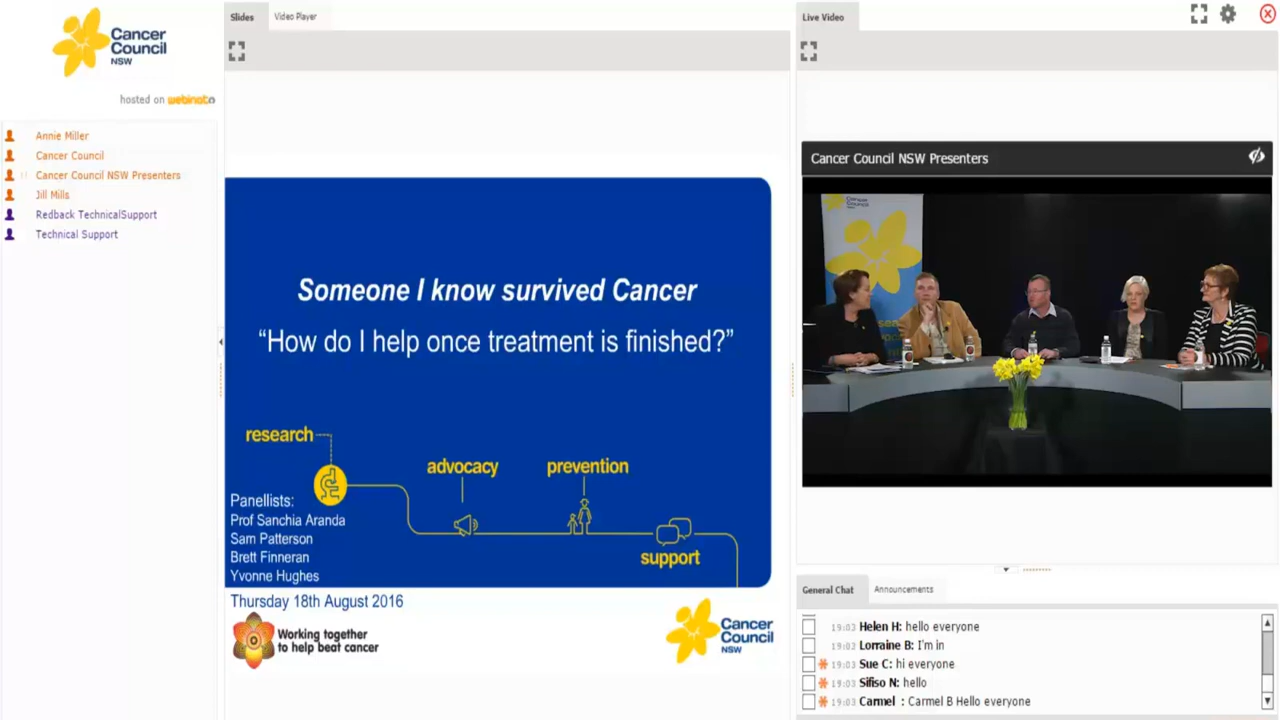 Cancer
Council
NSW
hosted on webinato
Annie Miller
Cancer Council
Cancer Council NSW Presenters
Jill Mills
Redback TechnicalSupport
Technical Support
Slides
Video Player
Someone I know survived Cancer
“How do I help once treatment is finished?”
research
advocacy
prevention
support
Panellists:
Prof Sanchia Aranda
Sam Patterson
Brett Finneran
Yvonne Hughes
Thursday 18th August 2016
Working together
to help beat cancer
Cancer
Council
NSW
Live Video
Cancer Council NSW Presenters
Cancer
Council
General Chat
Announcements
19:03 Helen H: hello everyone
19:03 Lorraine B: I'm in
19:03 Sue C: hi everyone
19:03 Sifiso N: hello
19:03 Carmel : Carmel B Hello everyone